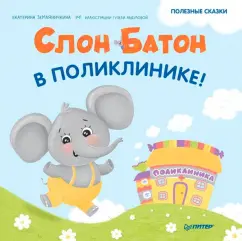 ПОЛЕЗНЫЕ СКАЗКИ
Слон Батон
в поликлинике!
Поликлиника
ПИТЕР